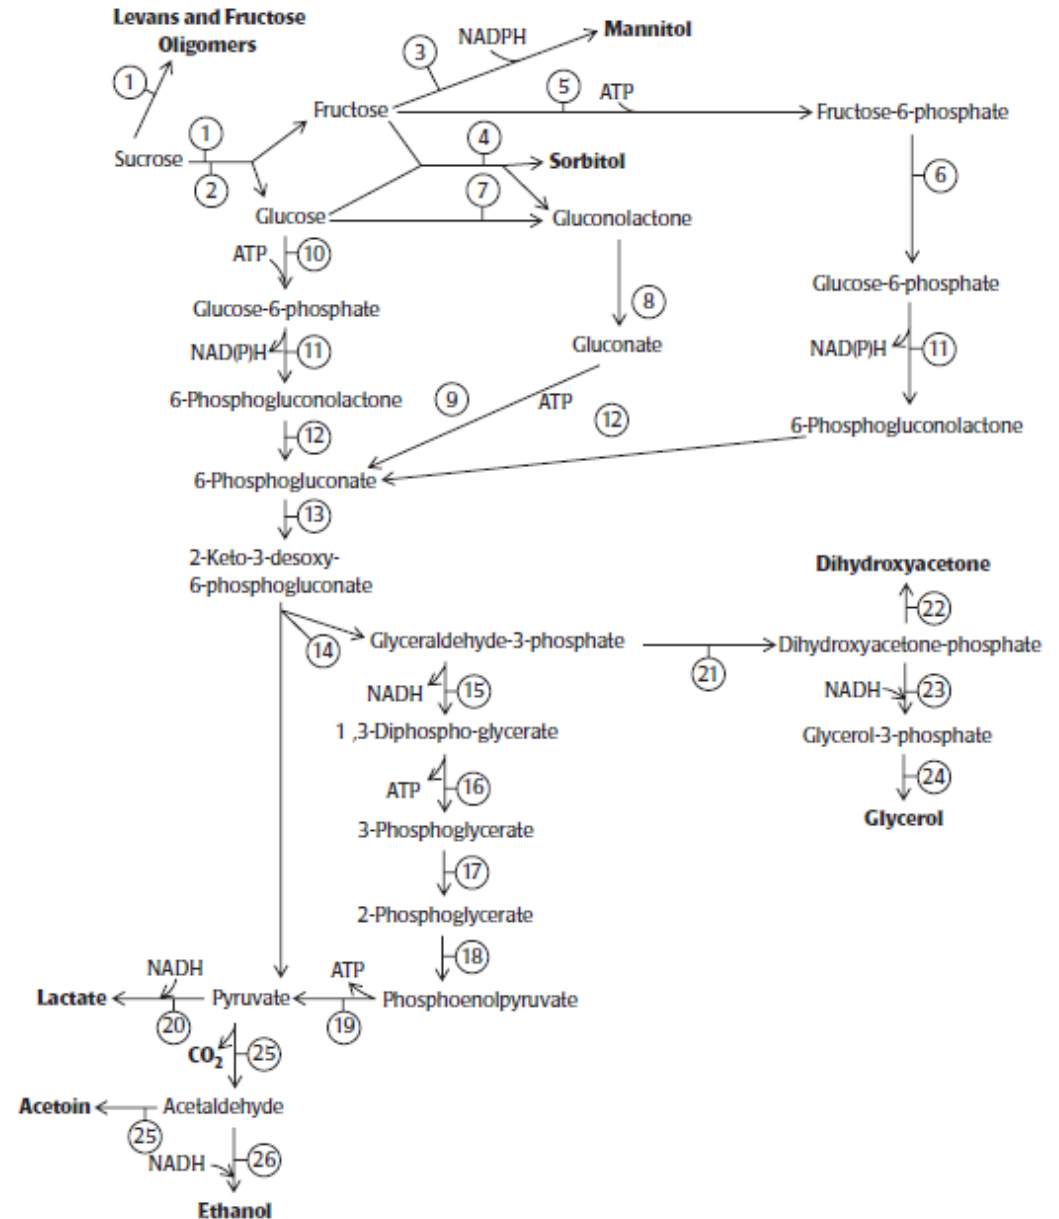 Levans and Fructose
Oligomers
NADPH
Mannitol
3
1
5
ATP
Fructose
Fructose-6-phosphate
1
4
Sucrose
Sorbitol
2
7
6
Glucose
Gluconolactone
ATP
10
8
Glucose-6-phosphate
Glucose-6-phosphate
NAD(P)H
11
Gluconate
NAD(P)H
11
6-Phosphogluconolactone
9
ATP
12
6-Phosphogluconolactone
12
6-Phosphogluconate
13
2-Keto-3-desoxy-
6-phosphogluconate
Dihydroxyacetone
22
14
Glyceraldehyde-3-phosphate
21
Dihydroxyacetone-phosphate
NADH
15
NADH
23
1 ,3-Diphospho-glycerate
Glycerol-3-phosphate
ATP
16
24
3-Phosphoglycerate
Glycerol
17
2-Phosphoglycerate
18
NADH
ATP
Lactate
Pyruvate
Phosphoenolpyruvate
20
19
CO2
25
Acetoin
Acetaldehyde
25
NADH
26
Ethanol